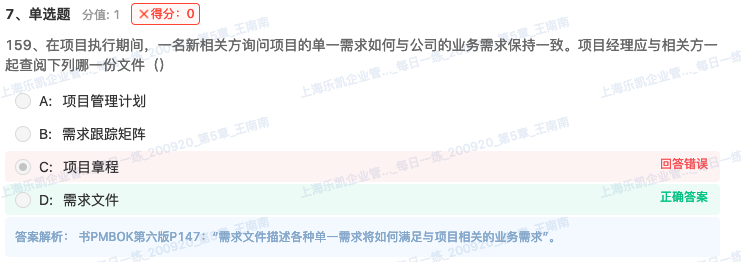 7、单选题 分值: 1 ×得分：0
159、在项目执行期间，一名新相关方询问项目的单一需求如何与公司的业务需求保持一致。项目经理应与相关方一
起查阅下列哪一份文件（）
A: 项目管理计划
B: 需求跟踪矩阵
C: 项目章程 回答错误
D: 需求文件 正确答案
答案解析： 书PMBOK第六版P147：“需求文件描述各种单一需求将如何满足与项目相关的业务需求”。
上海乐凯企业管..._每日一练_200920_第5章_王南南